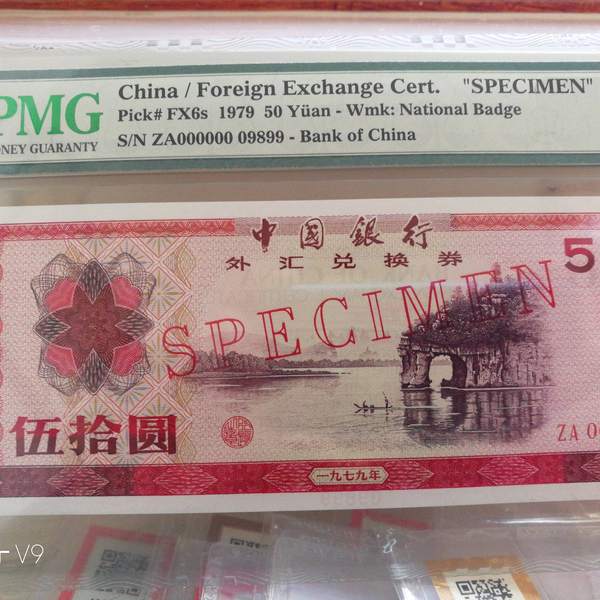 PMG
MONEY GUARANTY
China / Foreign Exchange Cert. "SPECIMEN"
Pick# FX6s 1979 50 Yüan - Wmk: National Badge
S/N ZA000000 09899 - Bank of China
中國銀行
外汇兑换券
5
SPECIMEN
伍拾圆
ZA 0
一九七九年
V9